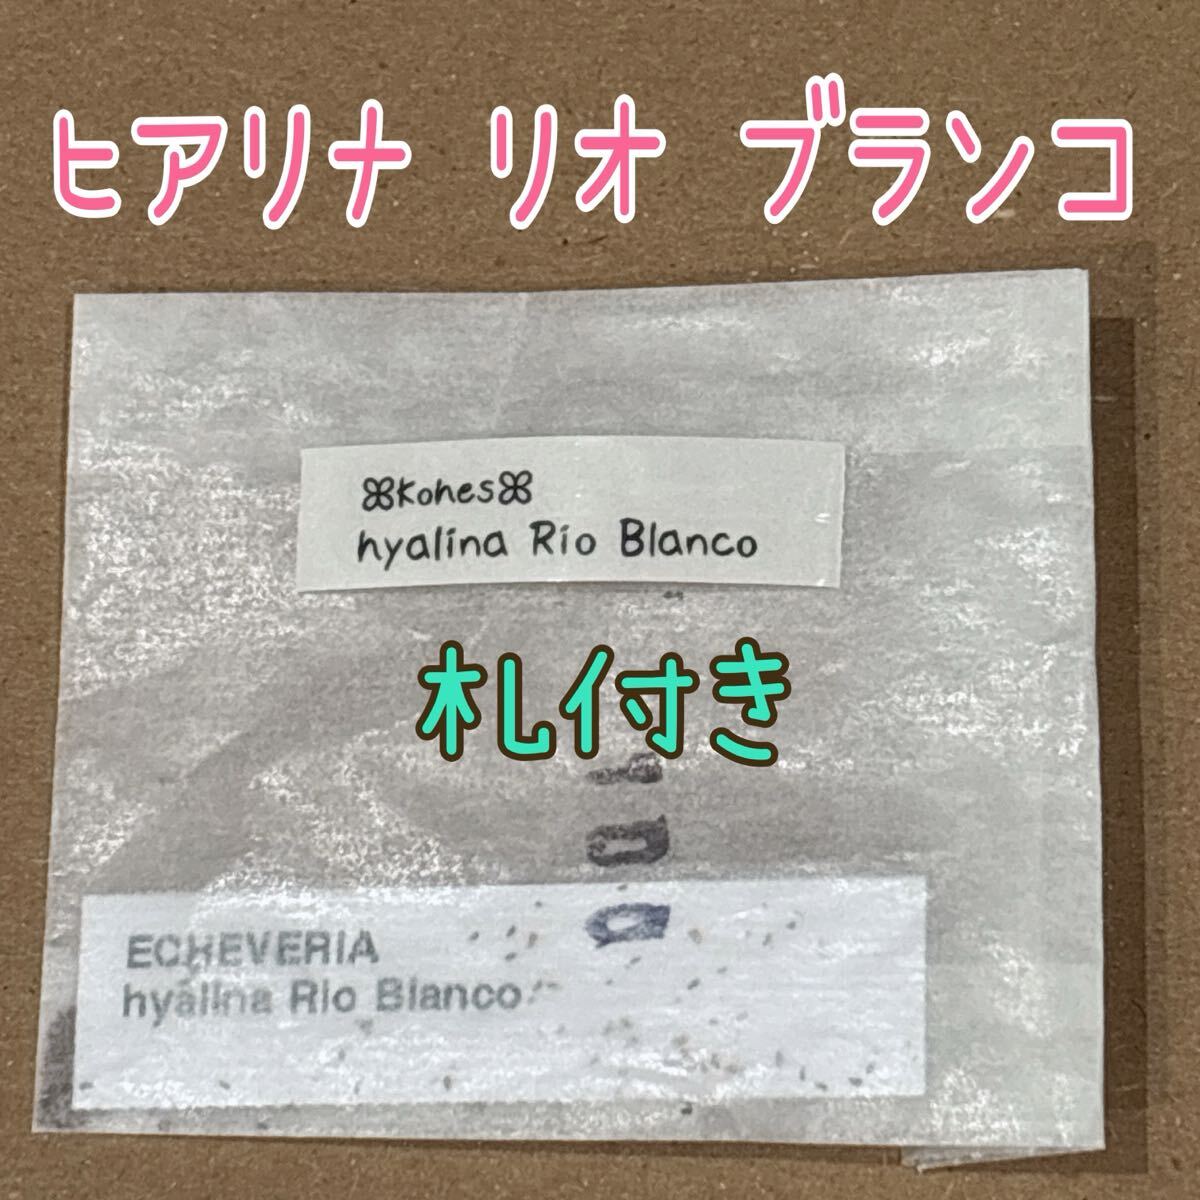 ヒアリナ リオ ブランコ
ꕤKohesꕤ
hyalina Rio Blanco
札付き
ECHEVERIA
hyalina Rio Blanco